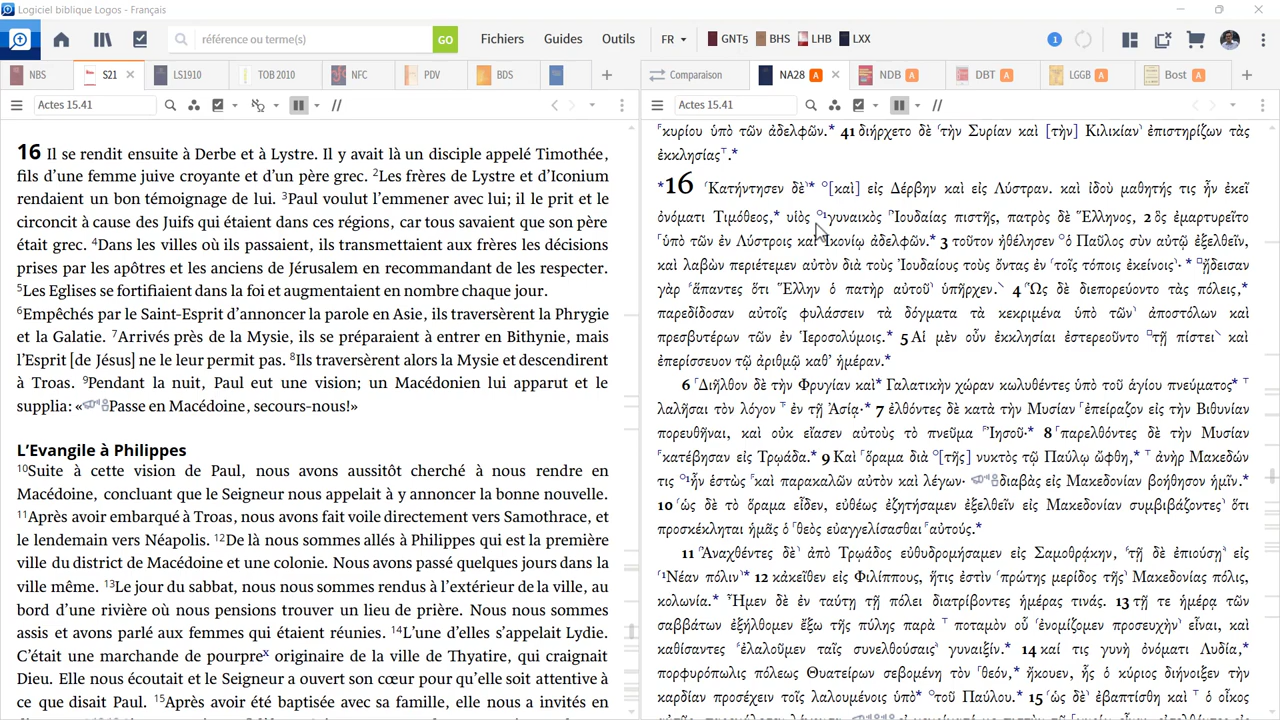 Logiciel biblique Logos - Français
référence ou terme(s) GO Fichiers Guides Outils FR GNT5 BHS LHB LXX 1
NBS S21 LS1910 TOB 2010 NFC PDV BDS
Comparaison NA28 A NDB A DBT A LGGB A Bost A
Actes 15.41
16 Il se rendit ensuite à Derbe et à Lystre. Il y avait là un disciple appelé Timothée,
fils d’une femme juive croyante et d’un père grec. 2Les frères de Lystre et d’Iconium
rendaient un bon témoignage de lui. 3Paul voulut l’emmener avec lui; il le prit et le
circoncit à cause des Juifs qui étaient dans ces régions, car tous savaient que son père
était grec. 4Dans les villes où ils passaient, ils transmettaient aux frères les décisions
prises par les apôtres et les anciens de Jérusalem en recommandant de les respecter.
5Les Eglises se fortifiaient dans la foi et augmentaient en nombre chaque jour.
6Empêchés par le Saint-Esprit d’annoncer la parole en Asie, ils traversèrent la Phrygie
et la Galatie. 7Arrivés près de la Mysie, ils se préparaient à entrer en Bithynie, mais
l’Esprit [de Jésus] ne le leur permit pas. 8Ils traversèrent alors la Mysie et descendirent
à Troas. 9Pendant la nuit, Paul eut une vision; un Macédonien lui apparut et le
supplia: «Passe en Macédoine, secours-nous!»
L’Evangile à Philippes
10Suite à cette vision de Paul, nous avons aussitôt cherché à nous rendre en
Macédoine, concluant que le Seigneur nous appelait à y annoncer la bonne nouvelle.
11Après avoir embarqué à Troas, nous avons fait voile directement vers Samothrace, et
le lendemain vers Néapolis. 12De là nous sommes allés à Philippes qui est la première
ville du district de Macédoine et une colonie. Nous avons passé quelques jours dans la
ville même. 13Le jour du sabbat, nous nous sommes rendus à l’extérieur de la ville, au
bord d’une rivière où nous pensions trouver un lieu de prière. Nous nous sommes
assis et avons parlé aux femmes qui étaient réunies. 14L’une d’elles s’appelait Lydie.
C’était une marchande de pourprex originaire de la ville de Thyatire, qui craignait
Dieu. Elle nous écoutait et le Seigneur a ouvert son cœur pour qu’elle soit attentive à
ce que disait Paul. 15Après avoir été baptisée avec sa famille, elle nous a invités en
Actes 15.41
⸀κυρίου ὑπὸ τῶν ἀδελφῶν.* 41 διήρχετο δὲ ⸂τὴν Συρίαν καὶ [τὴν] Κιλικίαν⸃ ἐπιστηρίζων τὰς
ἐκκλησίας⸆.*
*16 ⸂Κατήντησεν δὲ⸃* ⸰[καὶ] εἰς Δέρβην καὶ εἰς Λύστραν. καὶ ἰδοὺ μαθητής τις ἦν ἐκεῖ
ὀνόματι Τιμόθεος,* υἱὸς ⸰1γυναικὸς ⸀Ἰουδαίας πιστῆς, πατρὸς δὲ Ἕλληνος, 2 ὃς ἐμαρτυρεῖτο
⸀ὑπὸ τῶν ἐν Λύστροις καὶ Ἰκονίῳ ἀδελφῶν.* 3 τοῦτον ἠθέλησεν ⸰ὁ Παῦλος σὺν αὐτῷ ἐξελθεῖν,
καὶ λαβὼν περιέτεμεν αὐτὸν διὰ τοὺς Ἰουδαίους τοὺς ὄντας ἐν ⸂τοῖς τόποις ἐκείνοις⸃·* ⸋ᾔδεισαν
γὰρ ⸂ἅπαντες ὅτι Ἕλλην ὁ πατὴρ αὐτοῦ⸃ ὑπῆρχεν.⸌ 4 ⸂Ὡς δὲ διεπορεύοντο τὰς πόλεις,*
παρεδίδοσαν αὐτοῖς φυλάσσειν τὰ δόγματα τὰ κεκριμένα ὑπὸ τῶν⸃ ἀποστόλων καὶ
πρεσβυτέρων τῶν ἐν Ἱεροσολύμοις.* 5 Αἱ μὲν οὖν ἐκκλησίαι ἐστερεοῦντο ⸋τῇ πίστει⸌ καὶ
ἐπερίσσευον τῷ ἀριθμῷ καθ’ ἡμέραν.*
6 ⸀Διῆλθον δὲ τὴν Φρυγίαν καὶ* Γαλατικὴν χώραν κωλυθέντες ὑπὸ τοῦ ἁγίου πνεύματος* ⸆
λαλῆσαι τὸν λόγον ⸆ ἐν τῇ Ἀσίᾳ·* 7 ἐλθόντες δὲ κατὰ τὴν Μυσίαν ⸀ἐπείραζον εἰς τὴν Βιθυνίαν
πορευθῆναι, καὶ οὐκ εἴασεν αὐτοὺς τὸ πνεῦμα ⸀Ἰησοῦ·* 8 ⸀παρελθόντες δὲ τὴν Μυσίαν
⸀κατέβησαν εἰς Τρῳάδα.* 9 Καὶ ⸂ὅραμα διὰ ⸰[τῆς] νυκτὸς τῷ Παύλῳ ὤφθη,* ⸆ ἀνὴρ Μακεδών
τις ⸰1ἦν ἑστὼς ⸀καὶ παρακαλῶν αὐτὸν καὶ λέγων· διαβὰς εἰς Μακεδονίαν βοήθησον ἡμῖν.*
10 ⸂ὡς δὲ τὸ ὅραμα εἶδεν, εὐθέως ἐζητήσαμεν ἐξελθεῖν εἰς Μακεδονίαν συμβιβάζοντες⸃ ὅτι
προσκέκληται ἡμᾶς ὁ ⸀θεὸς εὐαγγελίσασθαι ⸀αὐτούς.*
11 ⸂Ἀναχθέντες δὲ⸃ ἀπὸ Τρῳάδος εὐθυδρομήσαμεν εἰς Σαμοθρᾴκην, ⸂τῇ δὲ ἐπιούσῃ⸃ εἰς
⸂1Νέαν πόλιν⸃* 12 κἀκεῖθεν εἰς Φιλίππους, ἥτις ἐστὶν ⸂πρώτης μερίδος τῆς⸃ Μακεδονίας πόλις,
κολωνία.* Ἦμεν δὲ ἐν ταύτῃ τῇ πόλει διατρίβοντες ἡμέρας τινάς. 13 τῇ τε ἡμέρᾳ τῶν
σαββάτων ἐξήλθομεν ἔξω τῆς πύλης παρὰ ⸆ ποταμὸν οὗ ⸂ἐνομίζομεν προσευχὴν⸃ εἶναι, καὶ
καθίσαντες ⸂ἐλαλοῦμεν ταῖς συνελθούσαις⸃ γυναιξίν.* 14 καί τις γυνὴ ὀνόματι Λυδία,*
πορφυρόπωλις πόλεως Θυατείρων σεβομένη τὸν ⸀θεόν,* ἤκουεν, ἧς ὁ κύριος διήνοιξεν τὴν
καρδίαν προσέχειν τοῖς λαλουμένοις ὑπὸ* ⸰τοῦ Παύλου.* 15 ⸀ὡς δὲ⸃ ἐβαπτίσθη καὶ ⸆ ὁ οἶκος